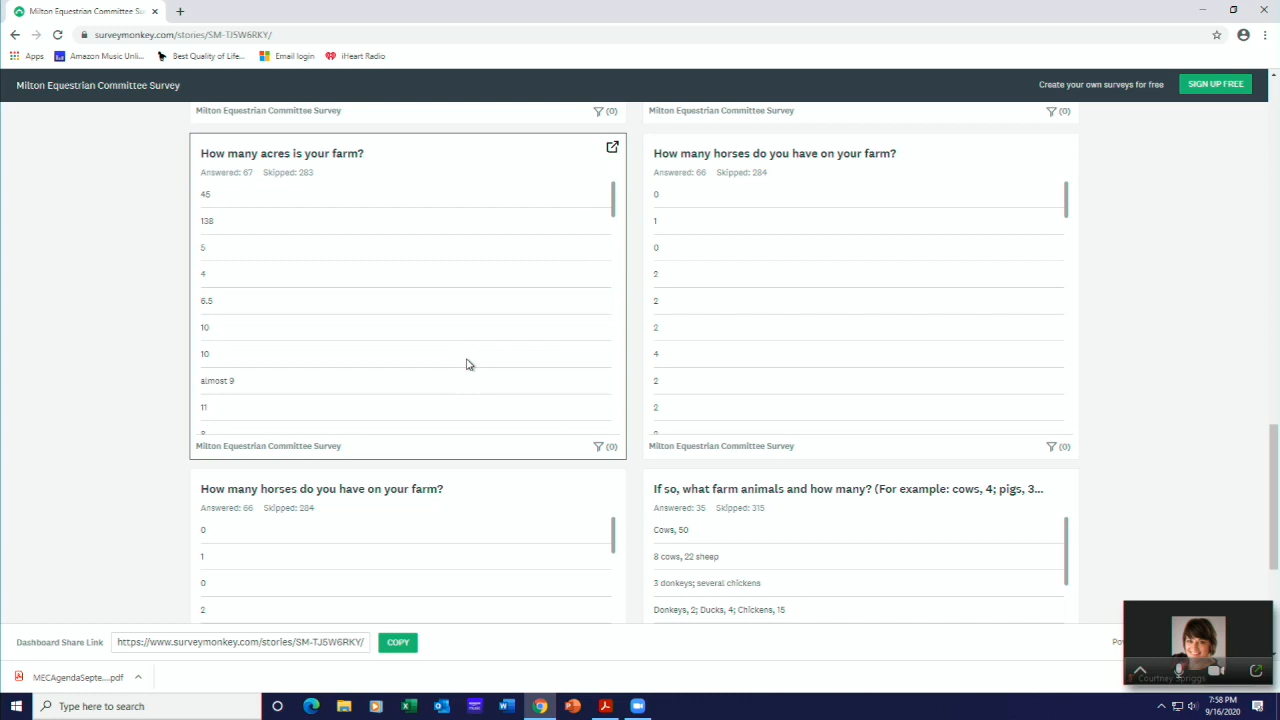 Milton Equestrian Committee Su
surveymonkey.com/stories/SM-TJ5W6RKY/
Apps
Amazon Music Unli...
Best Quality of Life...
Email login
iHeart Radio
Milton Equestrian Committee Survey
Create your own surveys for free
SIGN UP FREE
Milton Equestrian Committee Survey
(0)
Milton Equestrian Committee Survey
(0)
How many acres is your farm?
Answered: 67 Skipped: 283
45
138
5
4
6.5
10
10
almost 9
11
Milton Equestrian Committee Survey
(0)
How many horses do you have on your farm?
Answered: 66 Skipped: 284
0
1
0
2
2
2
4
2
2
Milton Equestrian Committee Survey
(0)
How many horses do you have on your farm?
Answered: 66 Skipped: 284
0
1
0
2
If so, what farm animals and how many? (For example: cows, 4; pigs, 3...
Answered: 35 Skipped: 315
Cows, 50
8 cows, 22 sheep
3 donkeys; several chickens
Donkeys, 2; Ducks, 4; Chickens, 15
Dashboard Share Link
https://www.surveymonkey.com/stories/SM-TJ5W6RKY/
COPY
Courtney Spriggs
MECAgendaSepte....pdf
Type here to search
7:58 PM
9/16/2020